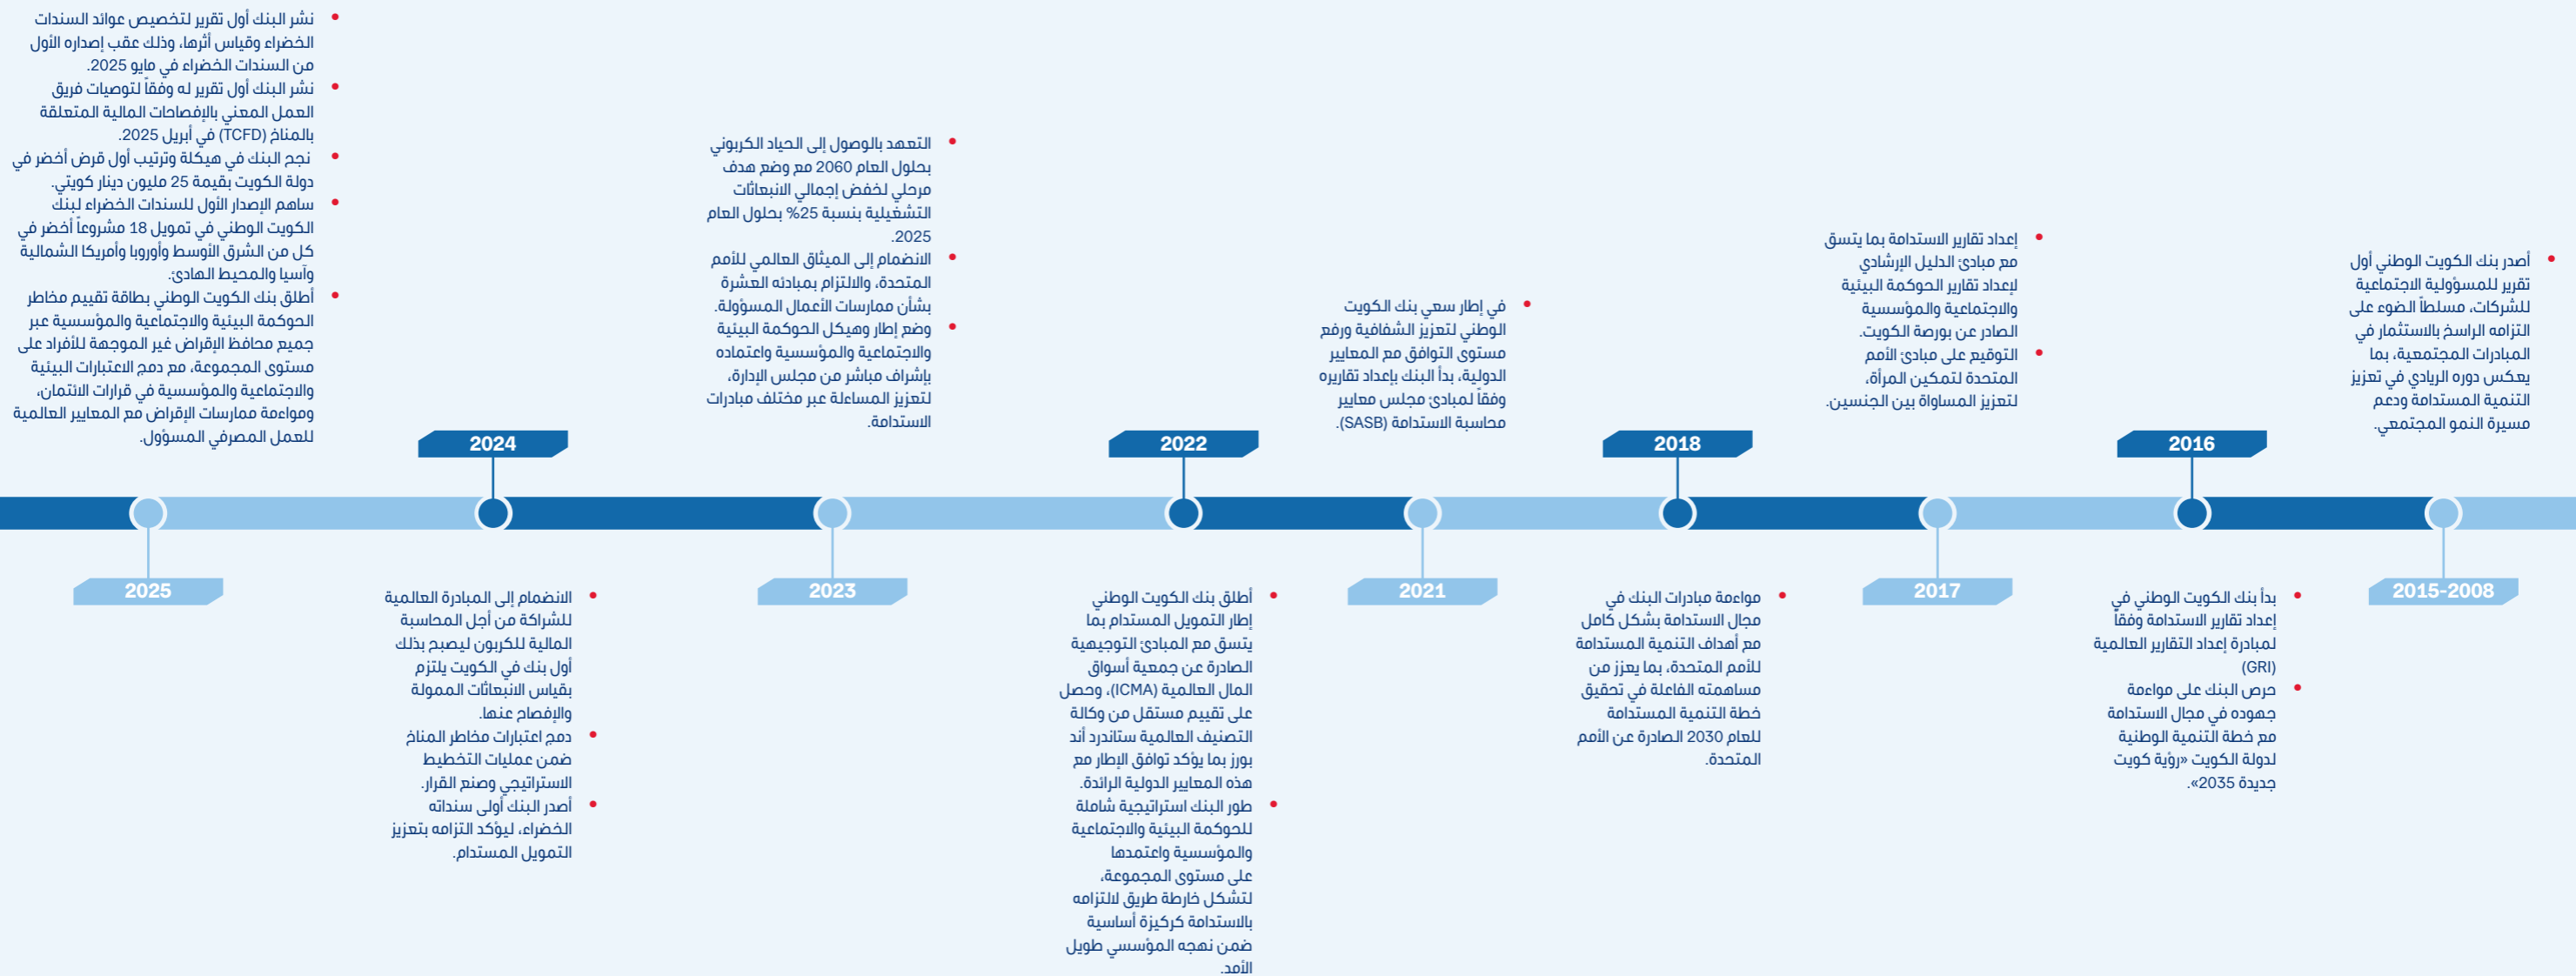 2015-2008
أصدر بنك الكويت الوطني أول
تقرير للمسؤولية الاجتماعية
للشركات، مسلطاً الضوء على
التزامه الراسخ بالاستثمار في
المبادرات المجتمعية، بما
يعكس دوره الريادي في تعزيز
التنمية المستدامة ودعم
مسيرة النمو المجتمعي.
2016
بدأ بنك الكويت الوطني في
إعداد تقارير الاستدامة وفقاً
لمبادرة إعداد التقارير العالمية
(GRI)
حرص البنك على مواءمة
جهوده في مجال الاستدامة
مع خطة التنمية الوطنية
لدولة الكويت «رؤية كويت
جديدة 2035».
2017
إعداد تقارير الاستدامة بما يتسق
مع مبادئ الدليل الإرشادي
لإعداد تقارير الحوكمة البيئية
والاجتماعية والمؤسسية
الصادر عن بورصة الكويت.
التوقيع على مبادئ الأمم
المتحدة لتمكين المرأة،
لتعزيز المساواة بين الجنسين.
2018
مواءمة مبادرات البنك في
مجال الاستدامة بشكل كامل
مع أهداف التنمية المستدامة
للأمم المتحدة، بما يعزز من
مساهمته الفاعلة في تحقيق
خطة التنمية المستدامة
للعام 2030 الصادرة عن الأمم
المتحدة.
2021
في إطار سعي بنك الكويت
الوطني لتعزيز الشفافية ورفع
مستوى التوافق مع المعايير
الدولية، بدأ البنك بإعداد تقاريره
وفقاً لمبادئ مجلس معايير
محاسبة الاستدامة (SASB).
2022
أطلق بنك الكويت الوطني
إطار التمويل المستدام بما
يتسق مع المبادئ التوجيهية
الصادرة عن جمعية أسواق
المال العالمية (ICMA)، وحصل
على تقييم مستقل من وكالة
التصنيف العالمية ستاندرد أند
بورز بما يؤكد توافق الإطار مع
هذه المعايير الدولية الرائدة.
طور البنك استراتيجية شاملة
للحوكمة البيئية والاجتماعية
والمؤسسية واعتمدها
على مستوى المجموعة،
لتشكل خارطة طريق لالتزامه
بالاستدامة كركيزة أساسية
ضمن نهجه المؤسسي طويل
الأمد.
2023
التعهد بالوصول إلى الحياد الكربوني
بحلول العام 2060 مع وضع هدف
مرحلي لخفض إجمالي الانبعاثات
التشغيلية بنسبة 25% بحلول العام
2025.
الانضمام إلى الميثاق العالمي للأمم
المتحدة، والالتزام بمبادئه العشرة
بشأن ممارسات الأعمال المسؤولة.
وضع إطار وهيكل الحوكمة البيئية
والاجتماعية والمؤسسية واعتماده
بإشراف مباشر من مجلس الإدارة،
لتعزيز المساءلة عبر مختلف مبادرات
الاستدامة.
2024
الانضمام إلى المبادرة العالمية
للشراكة من أجل المحاسبة
المالية للكربون ليصبح بذلك
أول بنك في الكويت يلتزم
بقياس الانبعاثات الممولة
والإفصاح عنها.
دمج اعتبارات مخاطر المناخ
ضمن عمليات التخطيط
الاستراتيجي وصنع القرار.
أصدر البنك أولى سنداته
الخضراء، ليؤكد التزامه بتعزيز
التمويل المستدام.
2025
نشر البنك أول تقرير لتخصيص عوائد السندات
الخضراء وقياس أثرها، وذلك عقب إصداره الأول
من السندات الخضراء في مايو 2025.
نشر البنك أول تقرير له وفقاً لتوصيات فريق
العمل المعني بالإفصاحات المالية المتعلقة
بالمناخ (TCFD) في أبريل 2025.
نجح البنك في هيكلة وترتيب أول قرض أخضر في
دولة الكويت بقيمة 25 مليون دينار كويتي.
ساهم الإصدار الأول للسندات الخضراء لبنك
الكويت الوطني في تمويل 18 مشروعاً أخضر في
كل من الشرق الأوسط وأوروبا وأمريكا الشمالية
وآسيا والمحيط الهادئ.
أطلق بنك الكويت الوطني بطاقة تقييم مخاطر
الحوكمة البيئية والاجتماعية والمؤسسية عبر
جميع محافظ الإقراض غير الموجهة للأفراد على
مستوى المجموعة، مع دمج الاعتبارات البيئية
والاجتماعية والمؤسسية في قرارات الائتمان،
ومواءمة ممارسات الإقراض مع المعايير العالمية
للعمل المصرفي المسؤول.